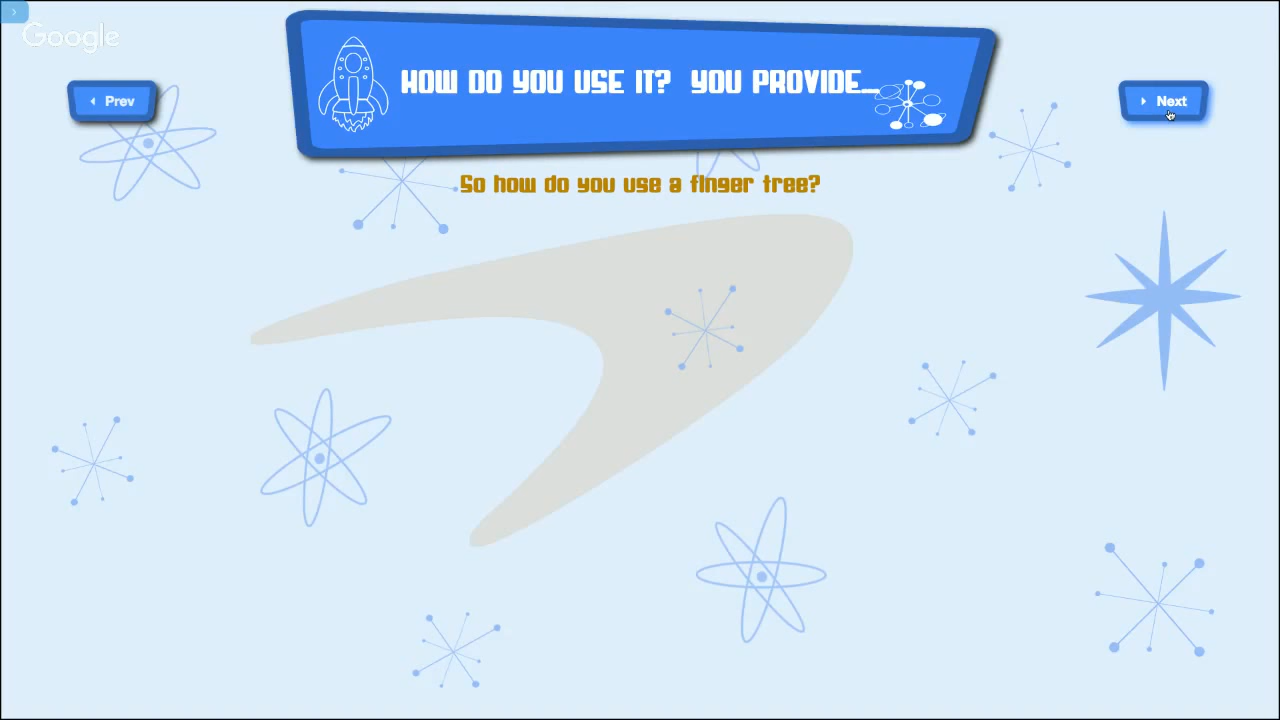 Google
HOW DO YOU USE IT? YOU PROVIDE...
Prev
Next
So how do you use a finger tree?